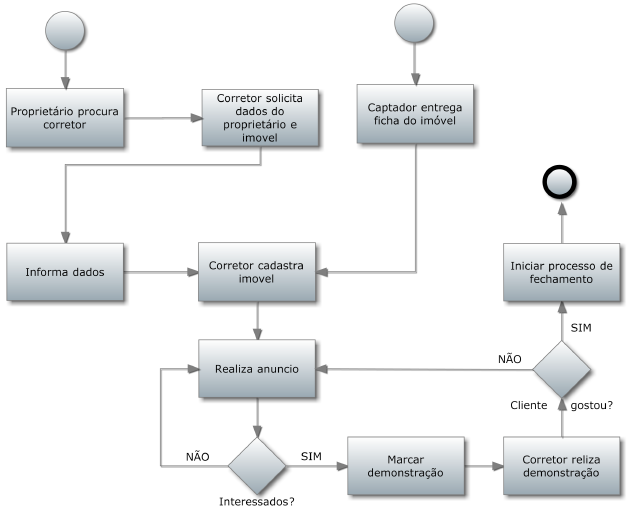 Proprietário procura
corretor
Corretor solicita
dados do
proprietário e
imovel
Captador entrega
ficha do imóvel
Informa dados
Corretor cadastra
imovel
Iniciar processo de
fechamento
SIM
Realiza anuncio
NÃO
Cliente gostou?
NÃO
SIM
Interessados?
Marcar
demonstração
Corretor reliza
demonstração